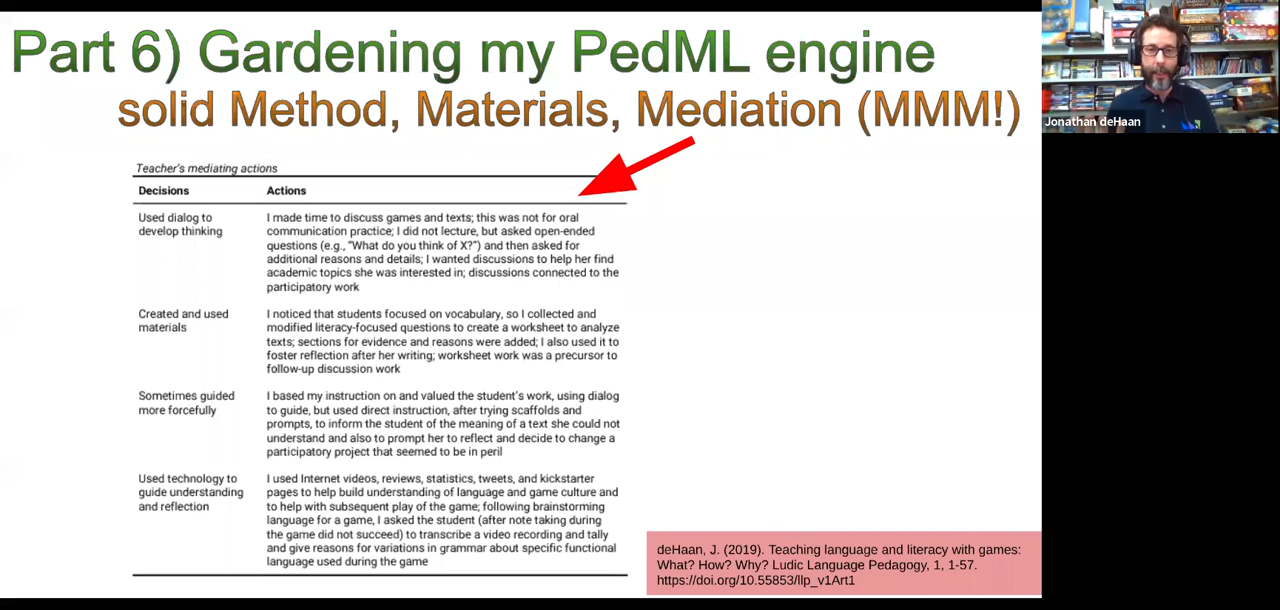 Part 6) Gardening my PedML engine
solid Method, Materials, Mediation (MMM!)
Jonathan deHaan
Teacher's mediating actions
Decisions Actions
Used dialog to
develop thinking
I made time to discuss games and texts; this was not for oral
communication practice; I did not lecture, but asked open-ended
questions (e.g., "What do you think of X?") and then asked for
additional reasons and details; I wanted discussions to help her find
academic topics she was interested in; discussions connected to the
participatory work
Created and used
materials
I noticed that students focused on vocabulary, so I collected and
modified literacy-focused questions to create a worksheet to analyze
texts; sections for evidence and reasons were added; I also used it to
foster reflection after her writing; worksheet work was a precursor to
follow-up discussion work
Sometimes guided
more forcefully
I based my instruction on and valued the student's work, using dialog
to guide, but used direct instruction, after trying scaffolds and
prompts, to inform the student of the meaning of a text she could not
understand and also to prompt her to reflect and decide to change a
participatory project that seemed to be in peril
Used technology to
guide understanding
and reflection
I used Internet videos, reviews, statistics, tweets, and kickstarter
pages to help build understanding of language and game culture and
to help with subsequent play of the game; following brainstorming
language for a game, I asked the student (after note taking during
the game did not succeed) to transcribe a video recording and tally
and give reasons for variations in grammar about specific functional
language used during the game
deHaan, J. (2019). Teaching language and literacy with games:
What? How? Why? Ludic Language Pedagogy, 1, 1-57.
https://doi.org/10.55853/llp_v1Art1